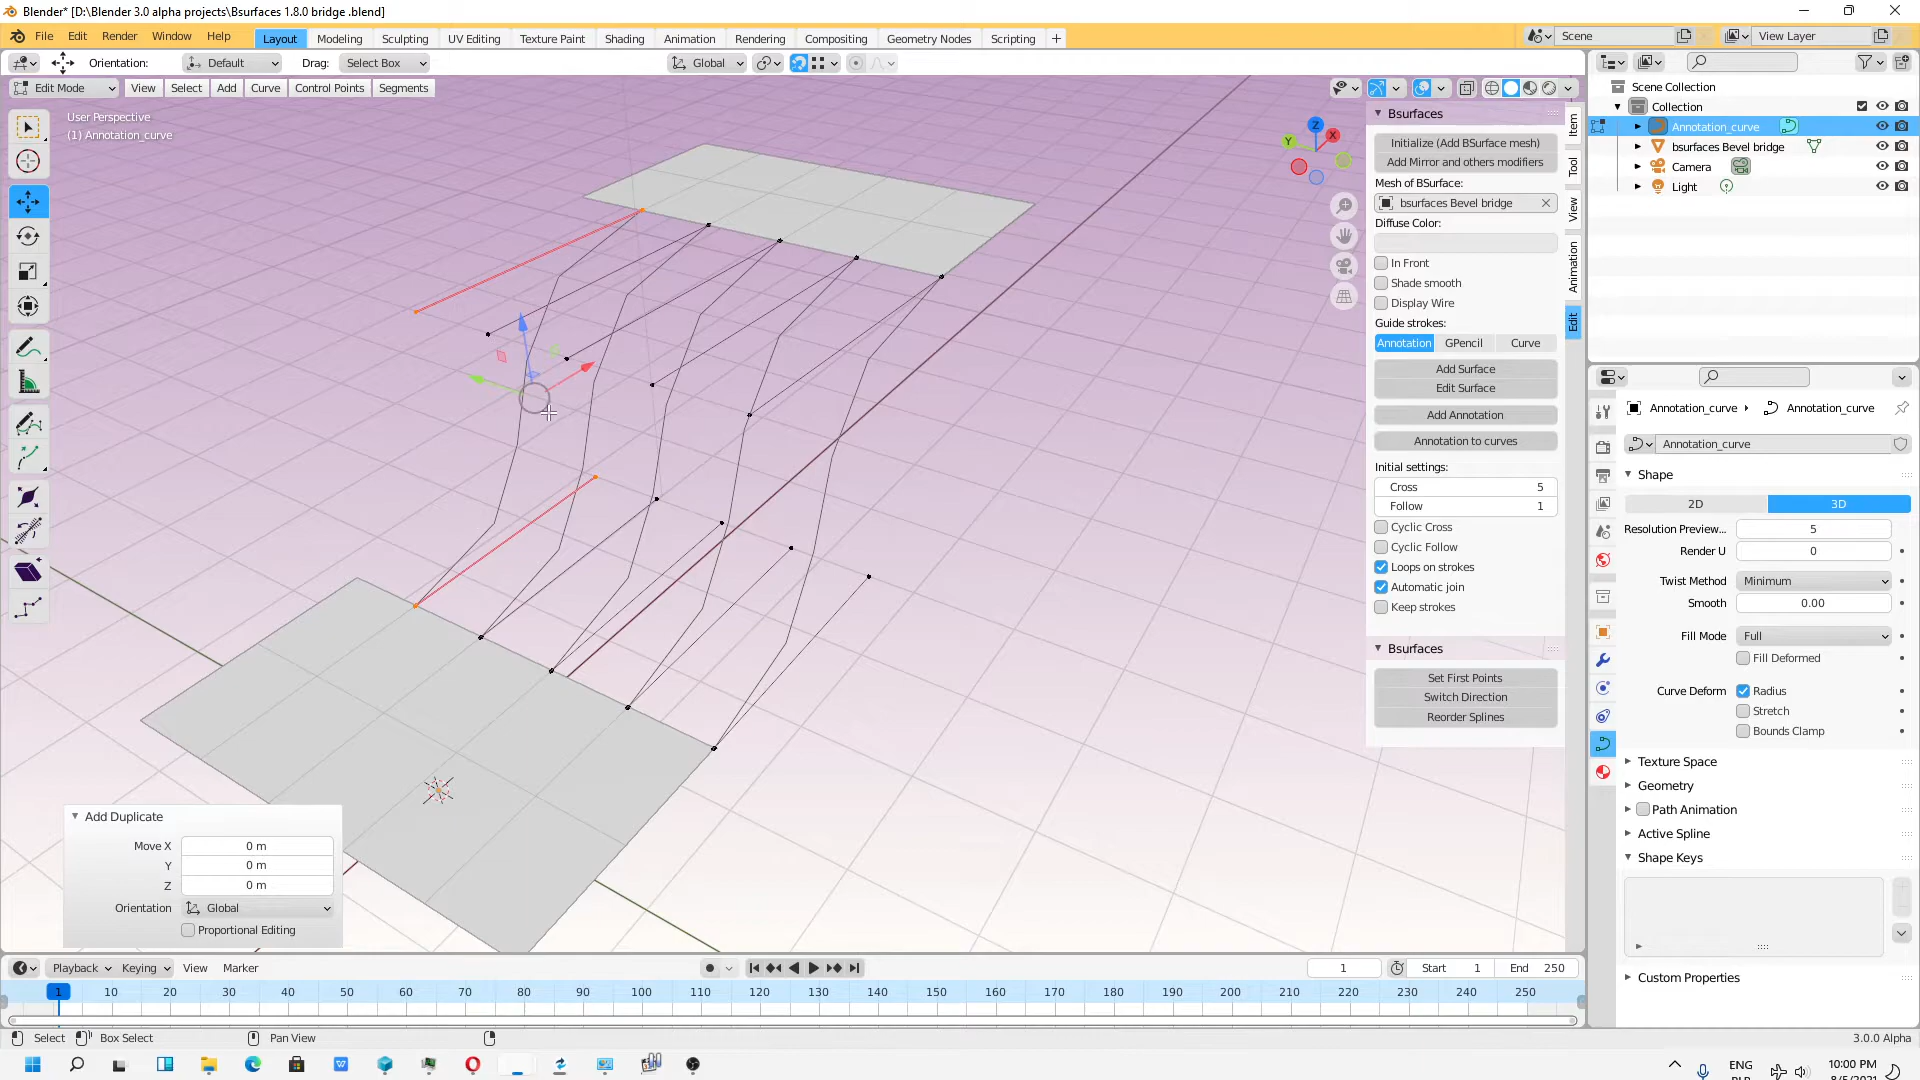 Blender* [D:\Blender 3.0 alpha projects\Bsurfaces 1.8.0 bridge .blend]
File Edit Render Window Help Layout Modeling Sculpting UV Editing Texture Paint Shading Animation Rendering Compositing Geometry Nodes Scripting + Scene View Layer
Orientation: Default Drag: Select Box Global
Edit Mode View Select Add Curve Control Points Segments
User Perspective
(1) Annotation_curve
Z
X
Y
Bsurfaces
Initialize (Add BSurface mesh)
Add Mirror and others modifiers
Mesh of BSurface:
bsurfaces Bevel bridge
Diffuse Color:
In Front
Shade smooth
Display Wire
Guide strokes:
Annotation GPencil Curve
Add Surface
Edit Surface
Add Annotation
Annotation to curves
Initial settings:
Cross 5
Follow 1
Cyclic Cross
Cyclic Follow
Loops on strokes
Automatic join
Keep strokes
Bsurfaces
Set First Points
Switch Direction
Reorder Splines
Item
Tool
View
Animation
Edit
Scene Collection
Collection
Annotation_curve
bsurfaces Bevel bridge
Camera
Light
Annotation_curve Annotation_curve
Annotation_curve
Shape
2D 3D
Resolution Preview... 5
Render U 0
Twist Method Minimum
Smooth 0.00
Fill Mode Full
Fill Deformed
Curve Deform Radius
Stretch
Bounds Clamp
Texture Space
Geometry
Path Animation
Active Spline
Shape Keys
Custom Properties
Add Duplicate
Move X 0 m
Y 0 m
Z 0 m
Orientation Global
Proportional Editing
Playback Keying View Marker 1 Start 1 End 250
1 10 20 30 40 50 60 70 80 90 100 110 120 130 140 150 160 170 180 190 200 210 220 230 240 250
Select Box Select Pan View 3.0.0 Alpha
ENG 10:00 PM